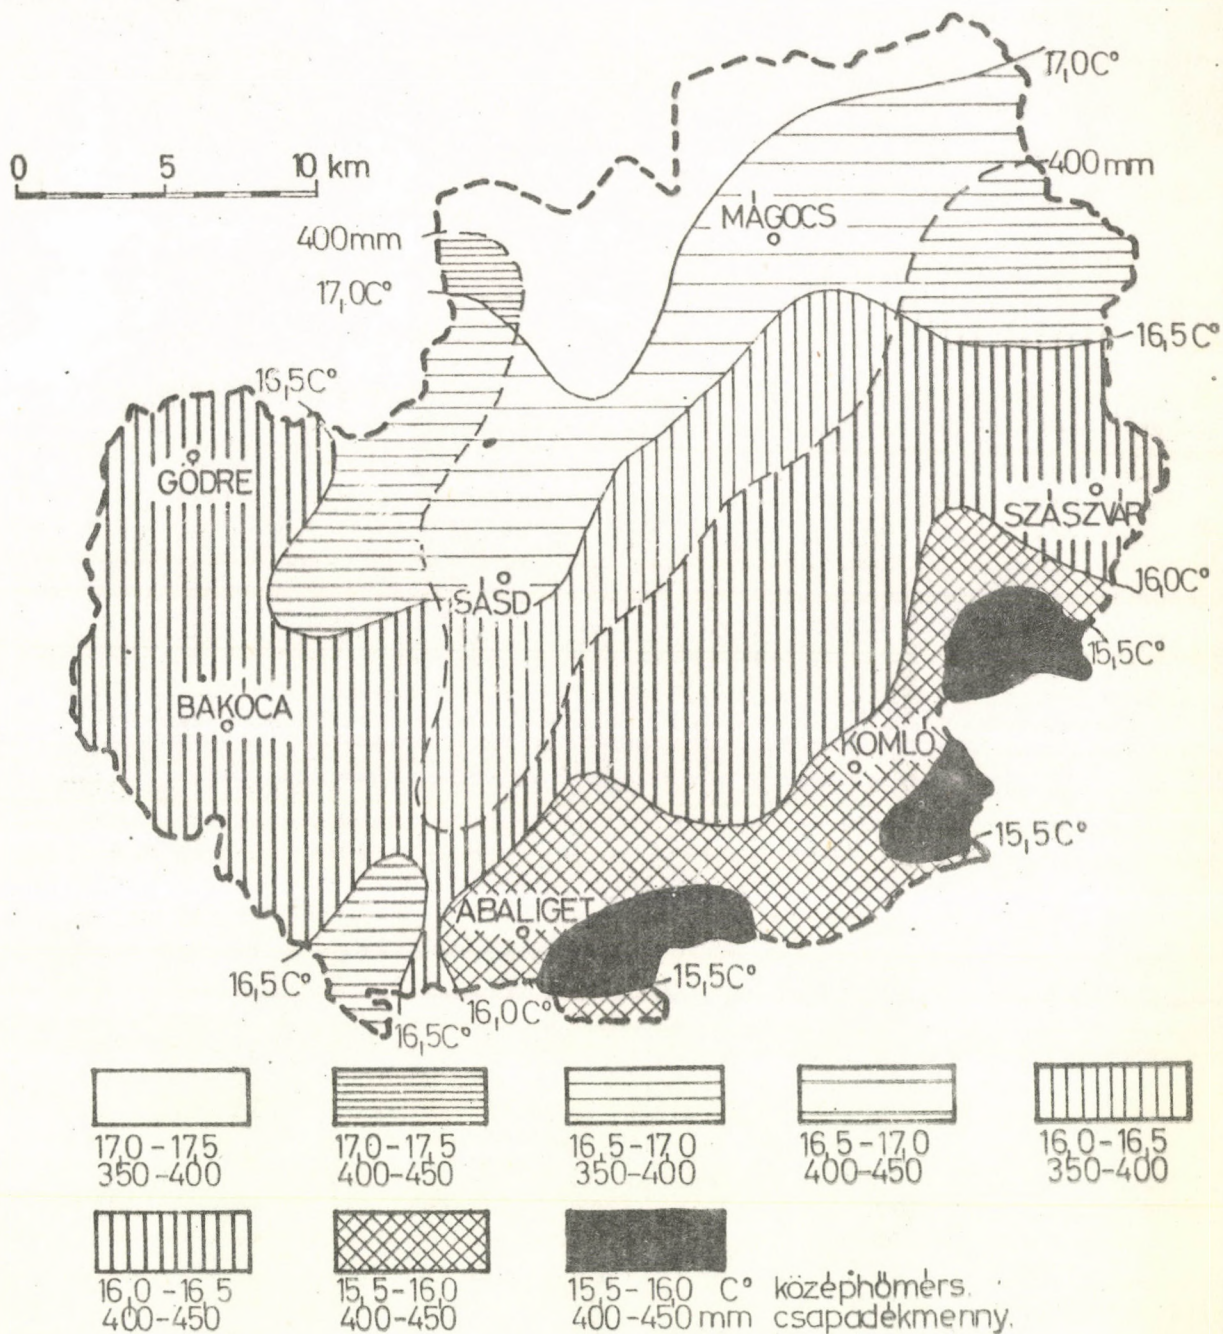 17,0C°
0 5 10 km
400mm
400mm
MÁGOCS
17,0C°
16,5C°
16,5C°
GÖDRE
SZÁSZVÁR
SÁSD
16,0C°
15,5C°
BAKÓCA
KOMLÓ
15,5C°
ABALIGET
16,5C°
16,0C°
15,5C°
16,5C°
17,0-17,5
350-400
17,0-17,5
400-450
16,5-17,0
350-400
16,5-17,0
400-450
16,0-16,5
350-400
16,0-16,5
400-450
15,5-16,0
400-450
15,5-16,0 C° középhőmérs.
400-450 mm csapadékmenny.